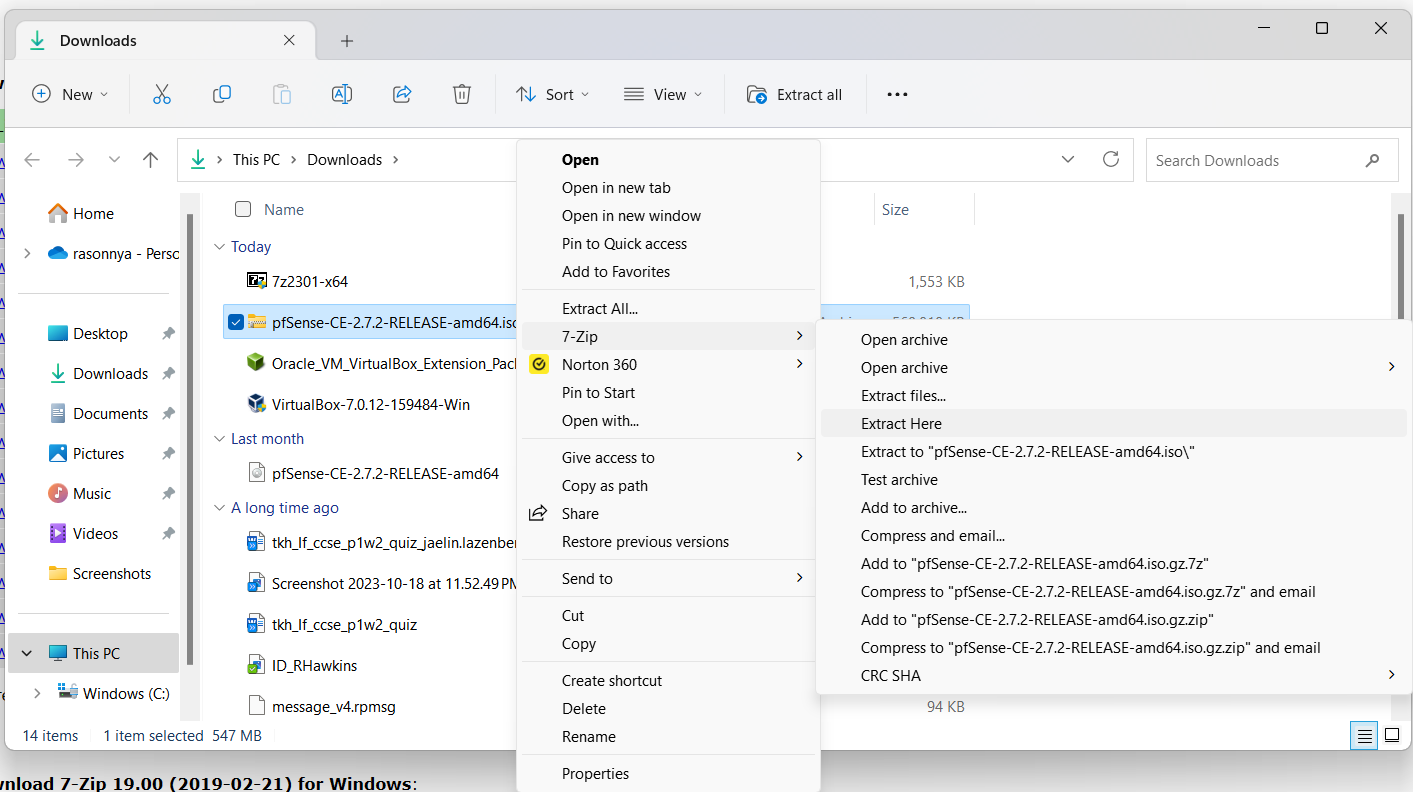 Downloads
New
Sort
View
Extract all
This PC > Downloads >
Search Downloads
Home
rasonnya - Perso
Desktop
Downloads
Documents
Pictures
Music
Videos
Screenshots
This PC
Windows (C:)
Name
Size
Today
7z2301-x64
1,553 KB
pfSense-CE-2.7.2-RELEASE-amd64.iso
Oracle_VM_VirtualBox_Extension_Pac
VirtualBox-7.0.12-159484-Win
Last month
pfSense-CE-2.7.2-RELEASE-amd64
A long time ago
tkh_lf_ccse_p1w2_quiz_jaelin.lazenber
Screenshot 2023-10-18 at 11.52.49 PM
tkh_lf_ccse_p1w2_quiz
ID_RHawkins
message_v4.rpmsg
94 KB
Open
Open in new tab
Open in new window
Pin to Quick access
Add to Favorites
Extract All...
7-Zip
Norton 360
Pin to Start
Open with...
Give access to
Copy as path
Share
Restore previous versions
Send to
Cut
Copy
Create shortcut
Delete
Rename
Properties
Open archive
Open archive
Extract files...
Extract Here
Extract to "pfSense-CE-2.7.2-RELEASE-amd64.iso\"
Test archive
Add to archive...
Compress and email...
Add to "pfSense-CE-2.7.2-RELEASE-amd64.iso.gz.7z"
Compress to "pfSense-CE-2.7.2-RELEASE-amd64.iso.gz.7z" and email
Add to "pfSense-CE-2.7.2-RELEASE-amd64.iso.gz.zip"
Compress to "pfSense-CE-2.7.2-RELEASE-amd64.iso.gz.zip" and email
CRC SHA
14 items
1 item selected 547 MB
wnload 7-Zip 19.00 (2019-02-21) for Windows: